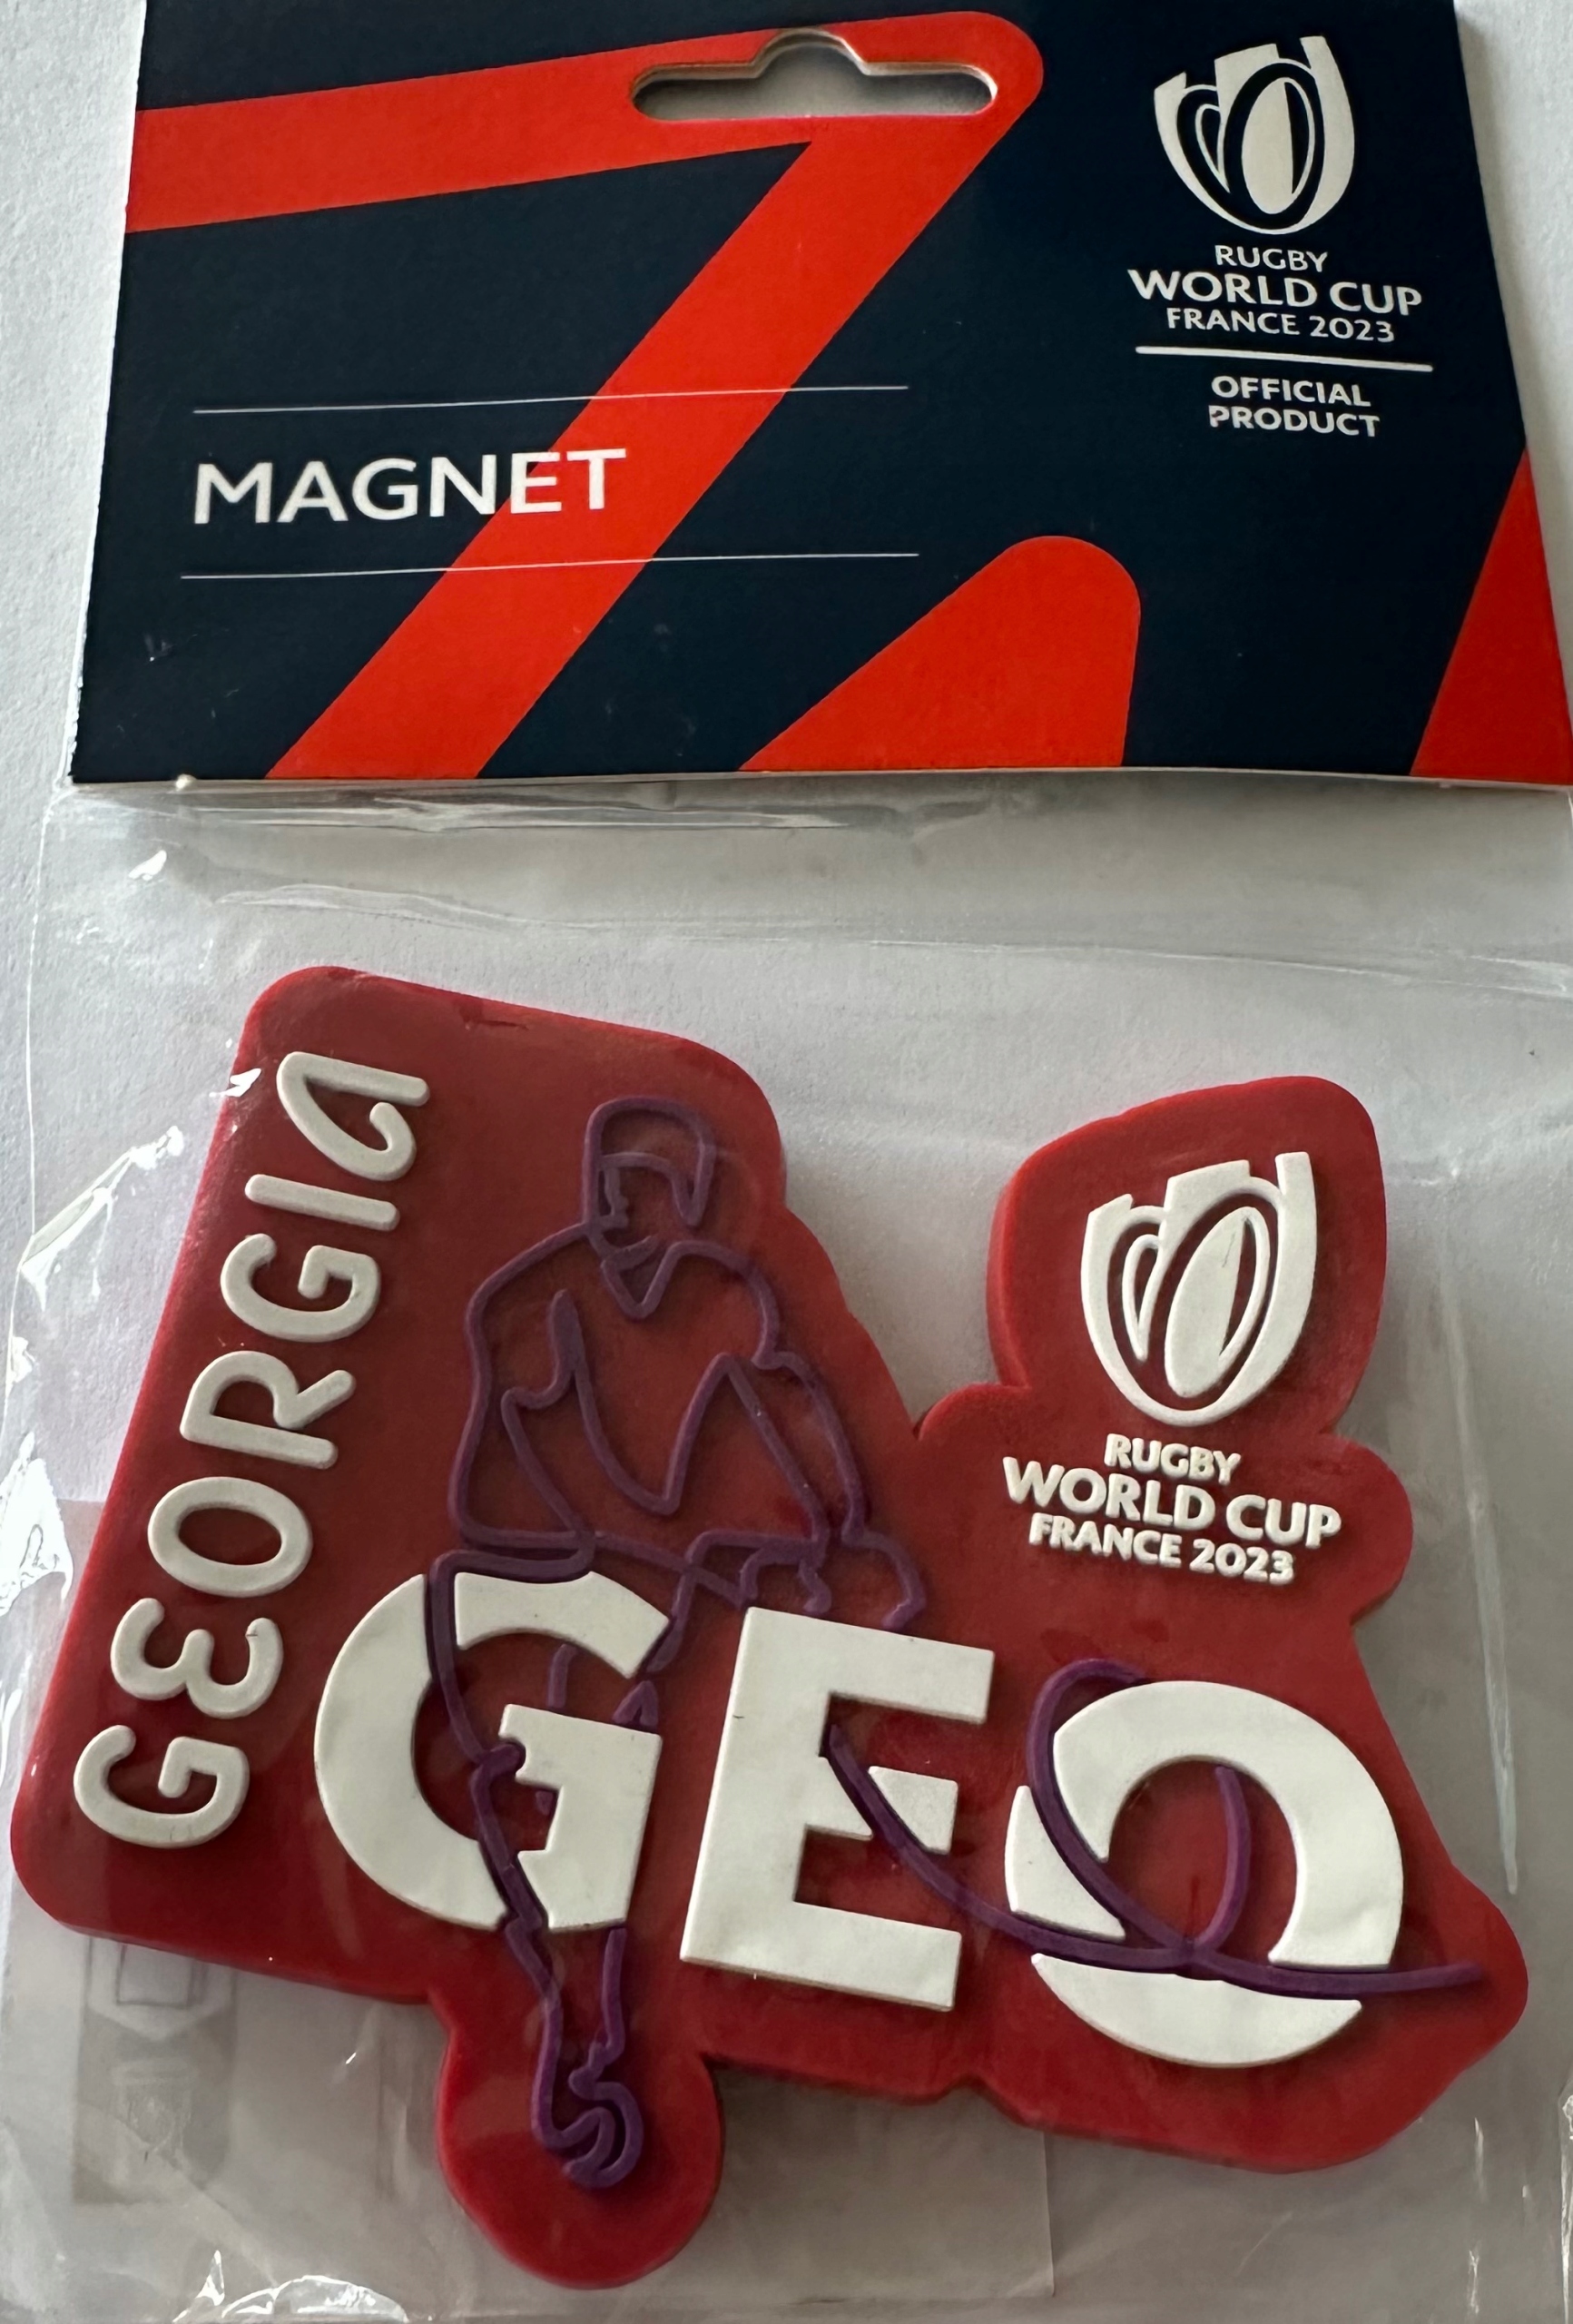 RUGBY
WORLD CUP
FRANCE 2023
OFFICIAL
PRODUCT
MAGNET
GEORGIA
RUGBY
WORLD CUP
FRANCE 2023
GEO